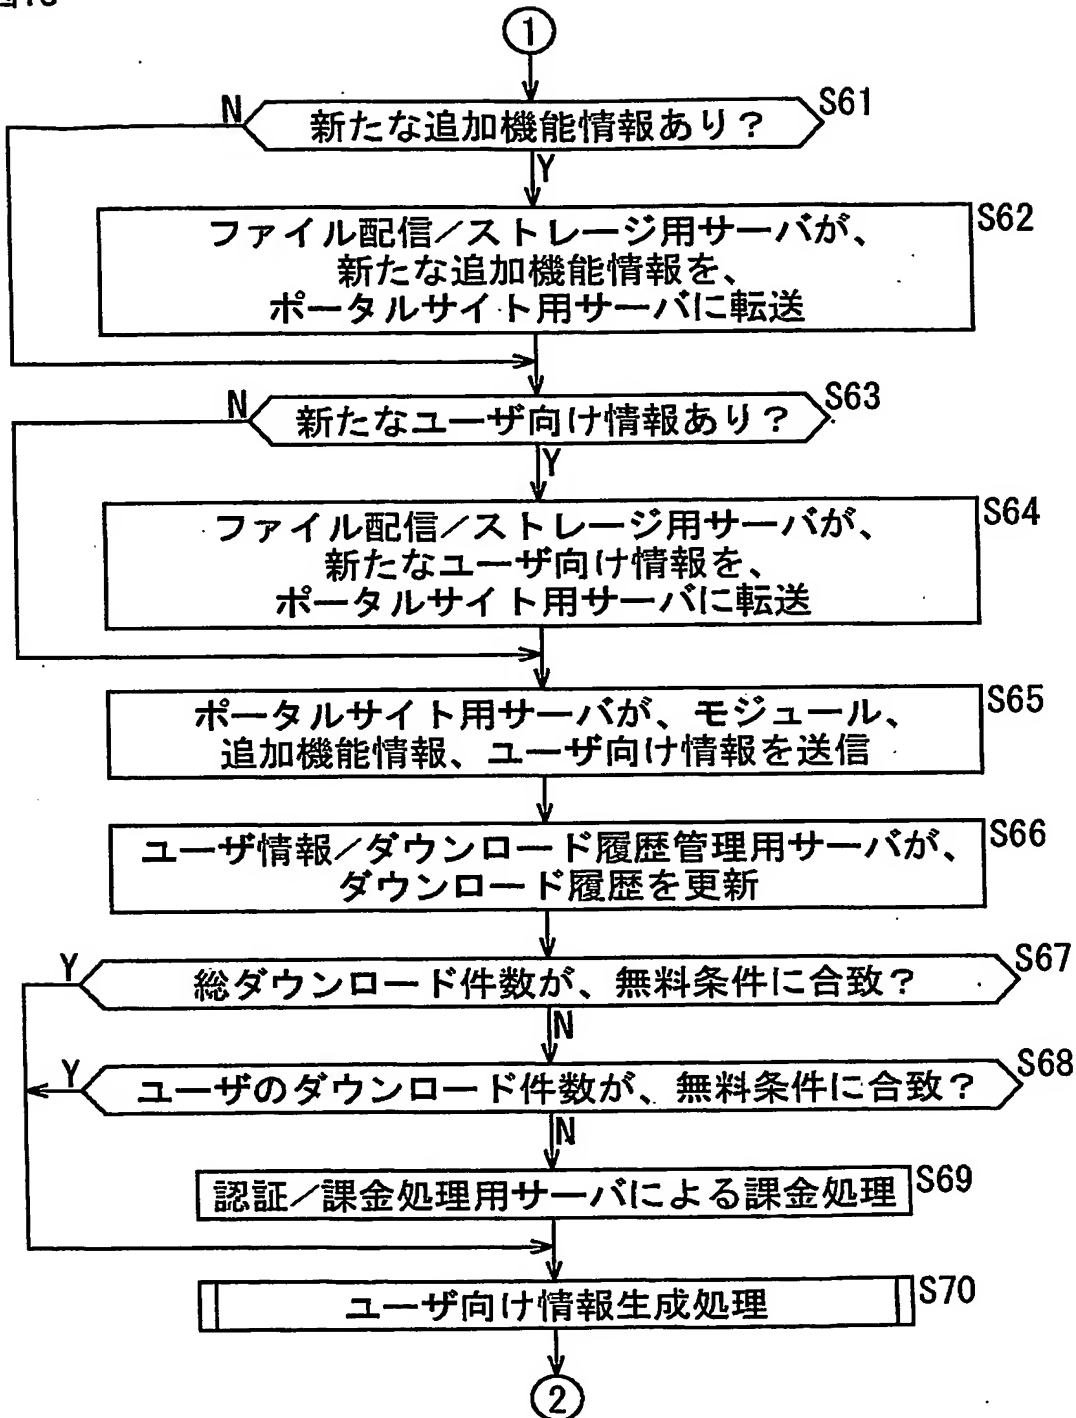 1
N
新たな追加機能情報あり?
S61
Y
ファイル配信/ストレージ用サーバが、
S62
新たな追加機能情報を、
ポータルサイト用サーバに転送
N
新たなユーザ向け情報あり?
S63
Y
ファイル配信/ストレージ用サーバが、
S64
新たなユーザ向け情報を、
ポータルサイト用サーバに転送
ポータルサイト用サーバが、モジュール、
S65
追加機能情報、ユーザ向け情報を送信
ユーザ情報/ダウンロード履歴管理用サーバが、
S66
ダウンロード履歴を更新
Y
総ダウンロード件数が、無料条件に合致?
S67
N
Y
ユーザのダウンロード件数が、無料条件に合致?
S68
N
認証/課金処理用サーバによる課金処理
S69
ユーザ向け情報生成処理
S70
2